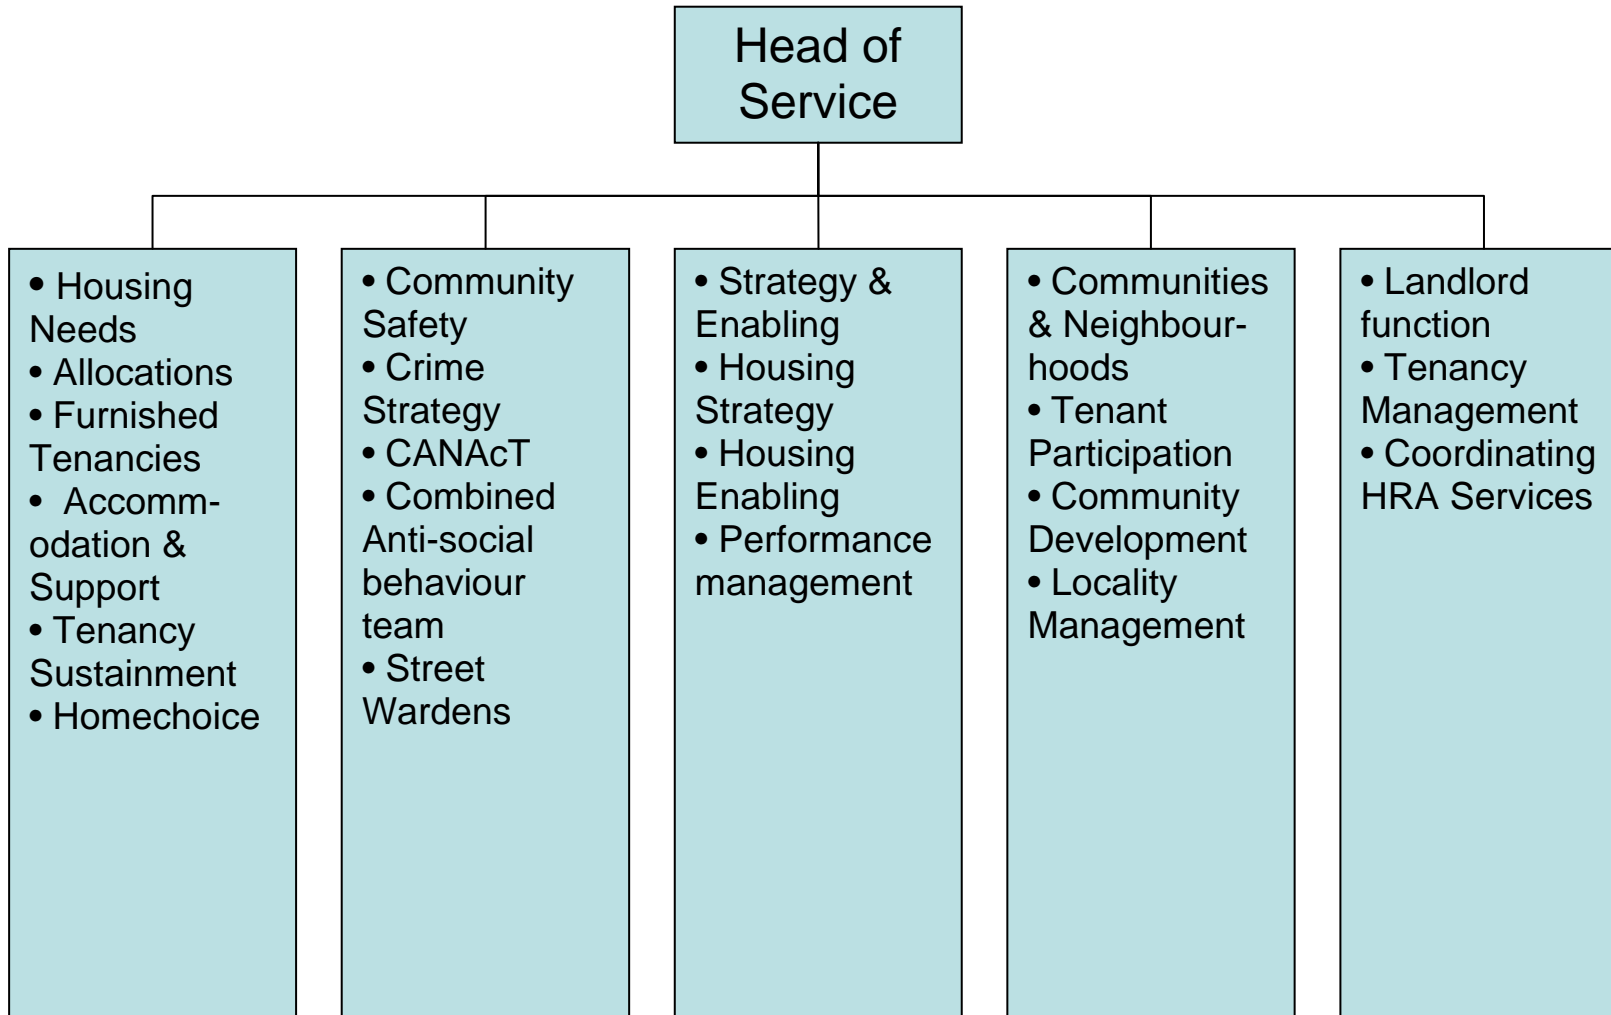 Head of
Service
• Housing
Needs
• Allocations
• Furnished
Tenancies
• Accomm-
odation &
Support
• Tenancy
Sustainment
• Homechoice
• Community
Safety
• Crime
Strategy
• CANAcT
• Combined
Anti-social
behaviour
team
• Street
Wardens
• Strategy &
Enabling
• Housing
Strategy
• Housing
Enabling
• Performance
management
• Communities
& Neighbour-
hoods
• Tenant
Participation
• Community
Development
• Locality
Management
• Landlord
function
• Tenancy
Management
• Coordinating
HRA Services